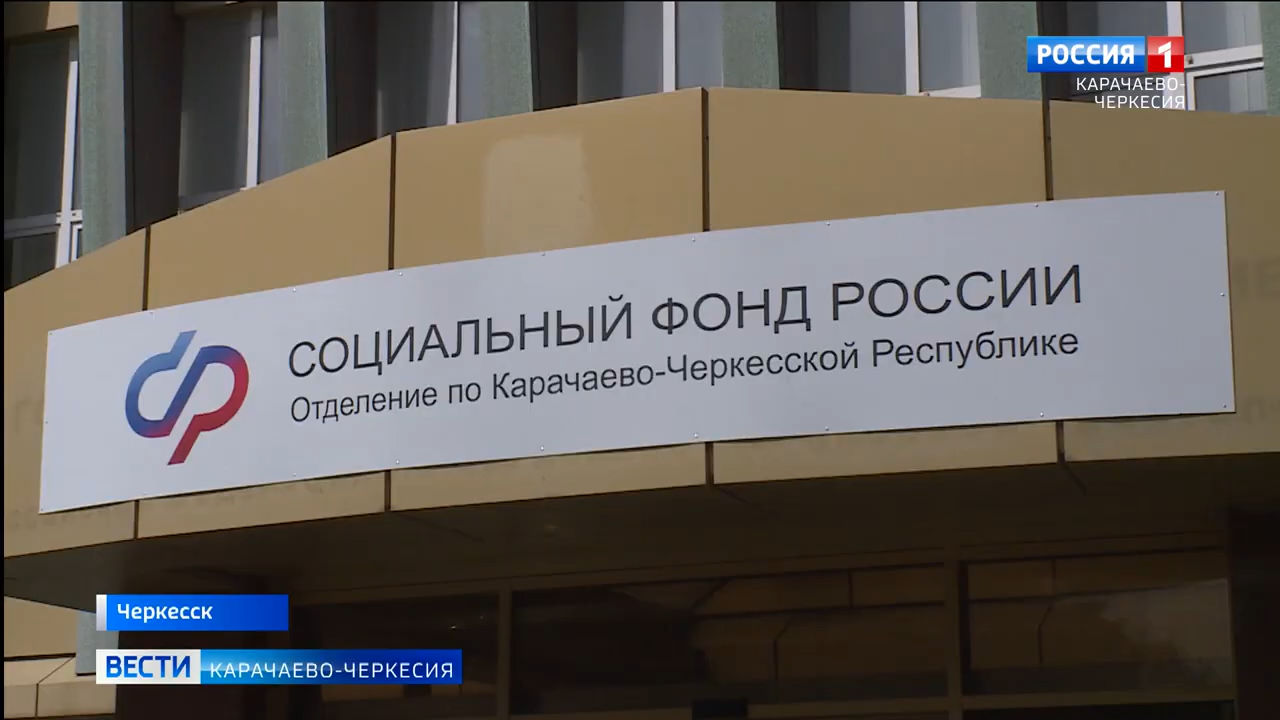 РОССИЯ 1
КАРАЧАЕВО-
ЧЕРКЕСИЯ
СОЦИАЛЬНЫЙ ФОНД РОССИИ
Отделение по Карачаево-Черкесской Республике
Черкесск
ВЕСТИ КАРАЧАЕВО-ЧЕРКЕСИЯ